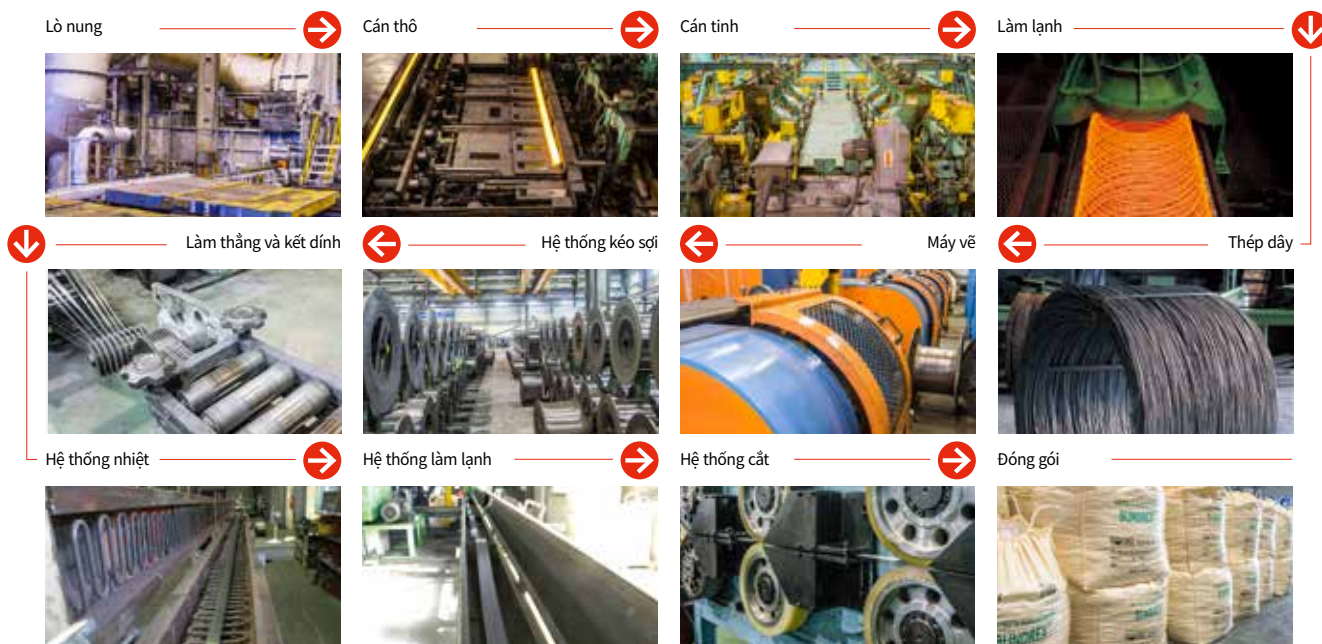 Lò nung
Cán thô
Cán tinh
Làm lạnh
Làm thẳng và kết dính
Hệ thống kéo sợi
Máy vẽ
Thép dây
Hệ thống nhiệt
Hệ thống làm lạnh
Hệ thống cắt
Đóng gói